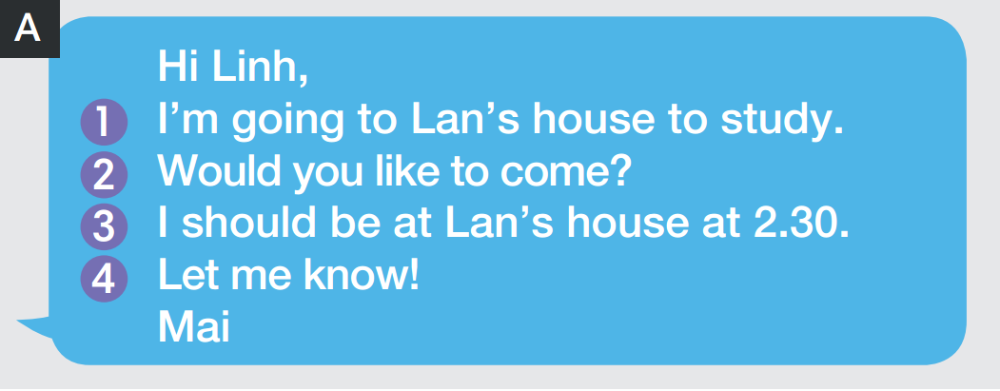 A
Hi Linh,
1 I'm going to Lan's house to study.
2 Would you like to come?
3 I should be at Lan's house at 2.30.
4 Let me know!
Mai